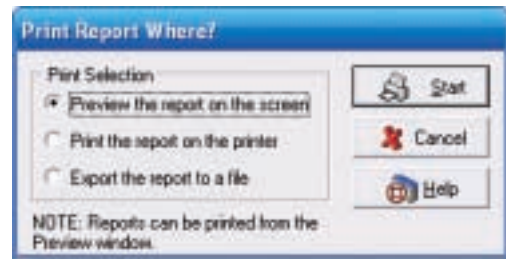 Print Report Where?
Print Selection
Preview the report on the screen
Print the report on the printer
Export the report to a file
NOTE: Reports can be printed from the
Preview window.
Start
Cancel
Help